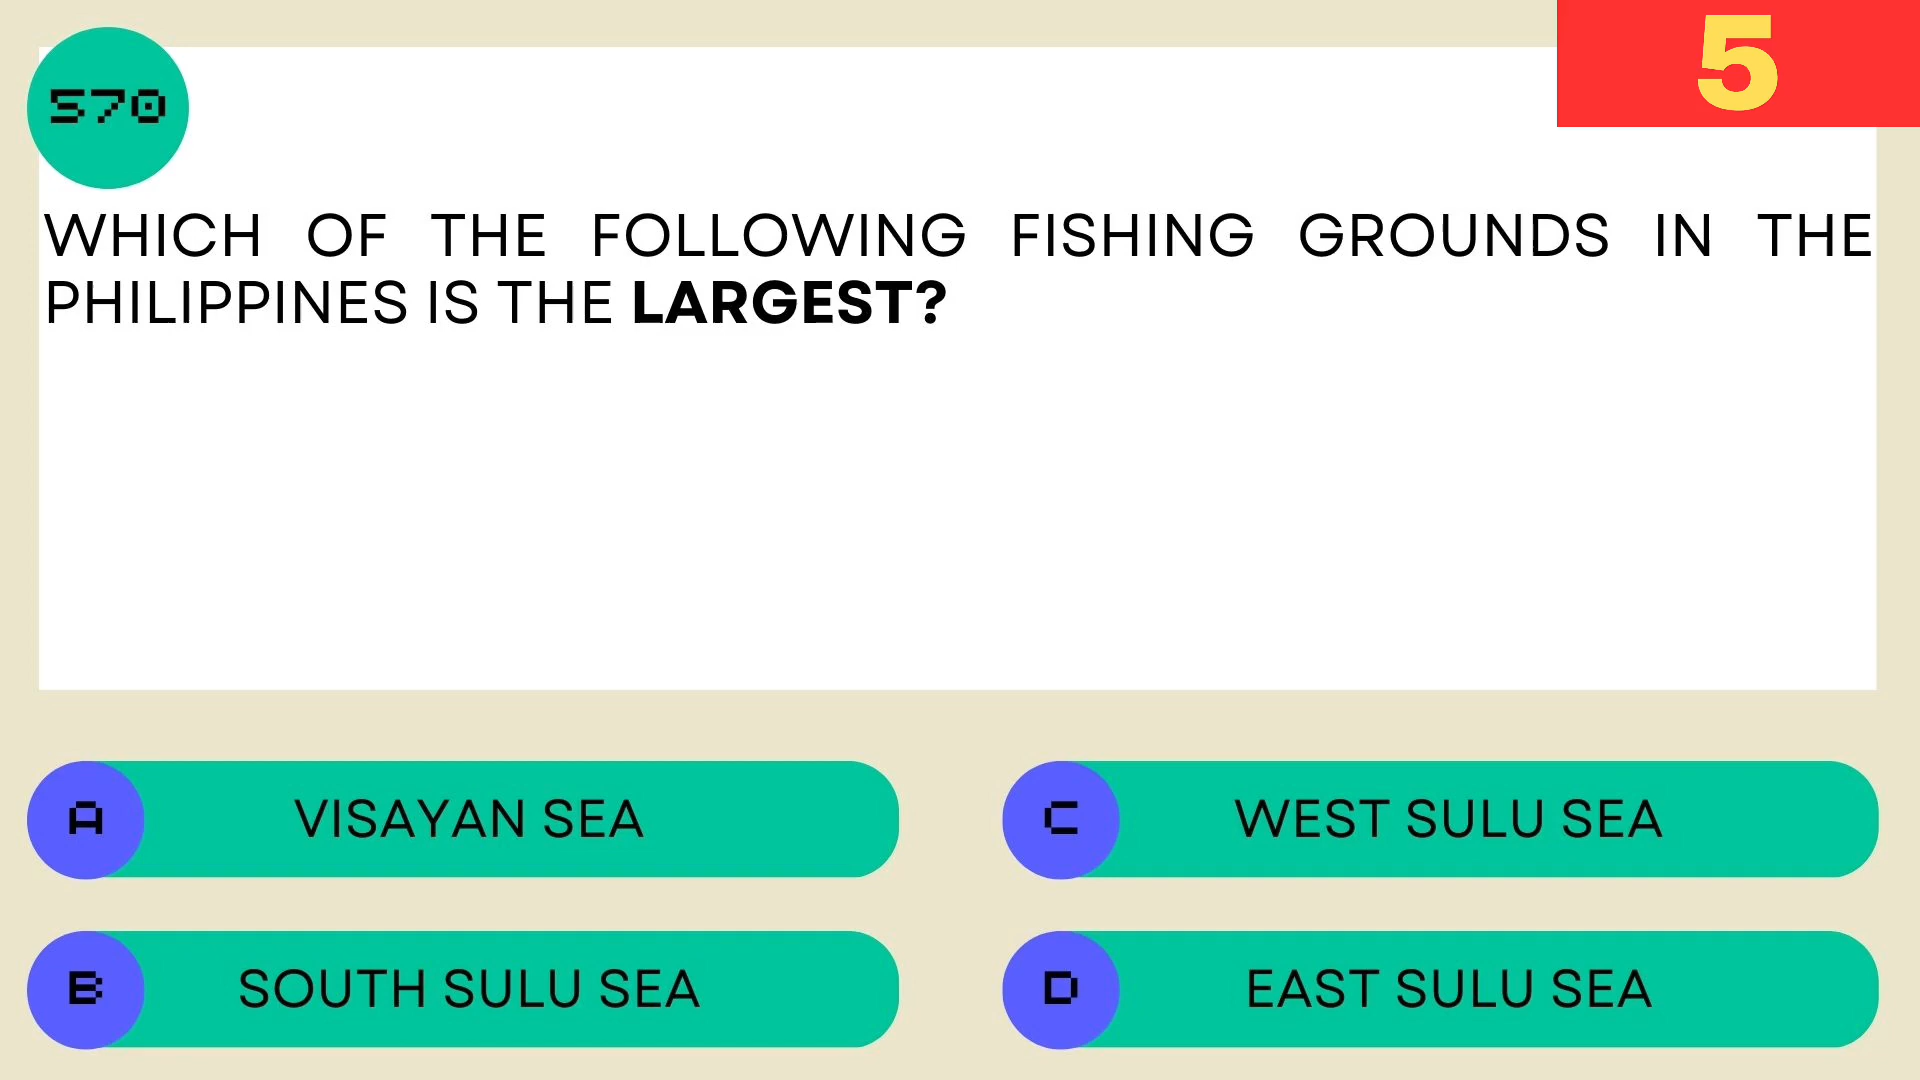 570
5
WHICH OF THE FOLLOWING FISHING GROUNDS IN THE
PHILIPPINES IS THE LARGEST?
A VISAYAN SEA
B SOUTH SULU SEA
C WEST SULU SEA
D EAST SULU SEA